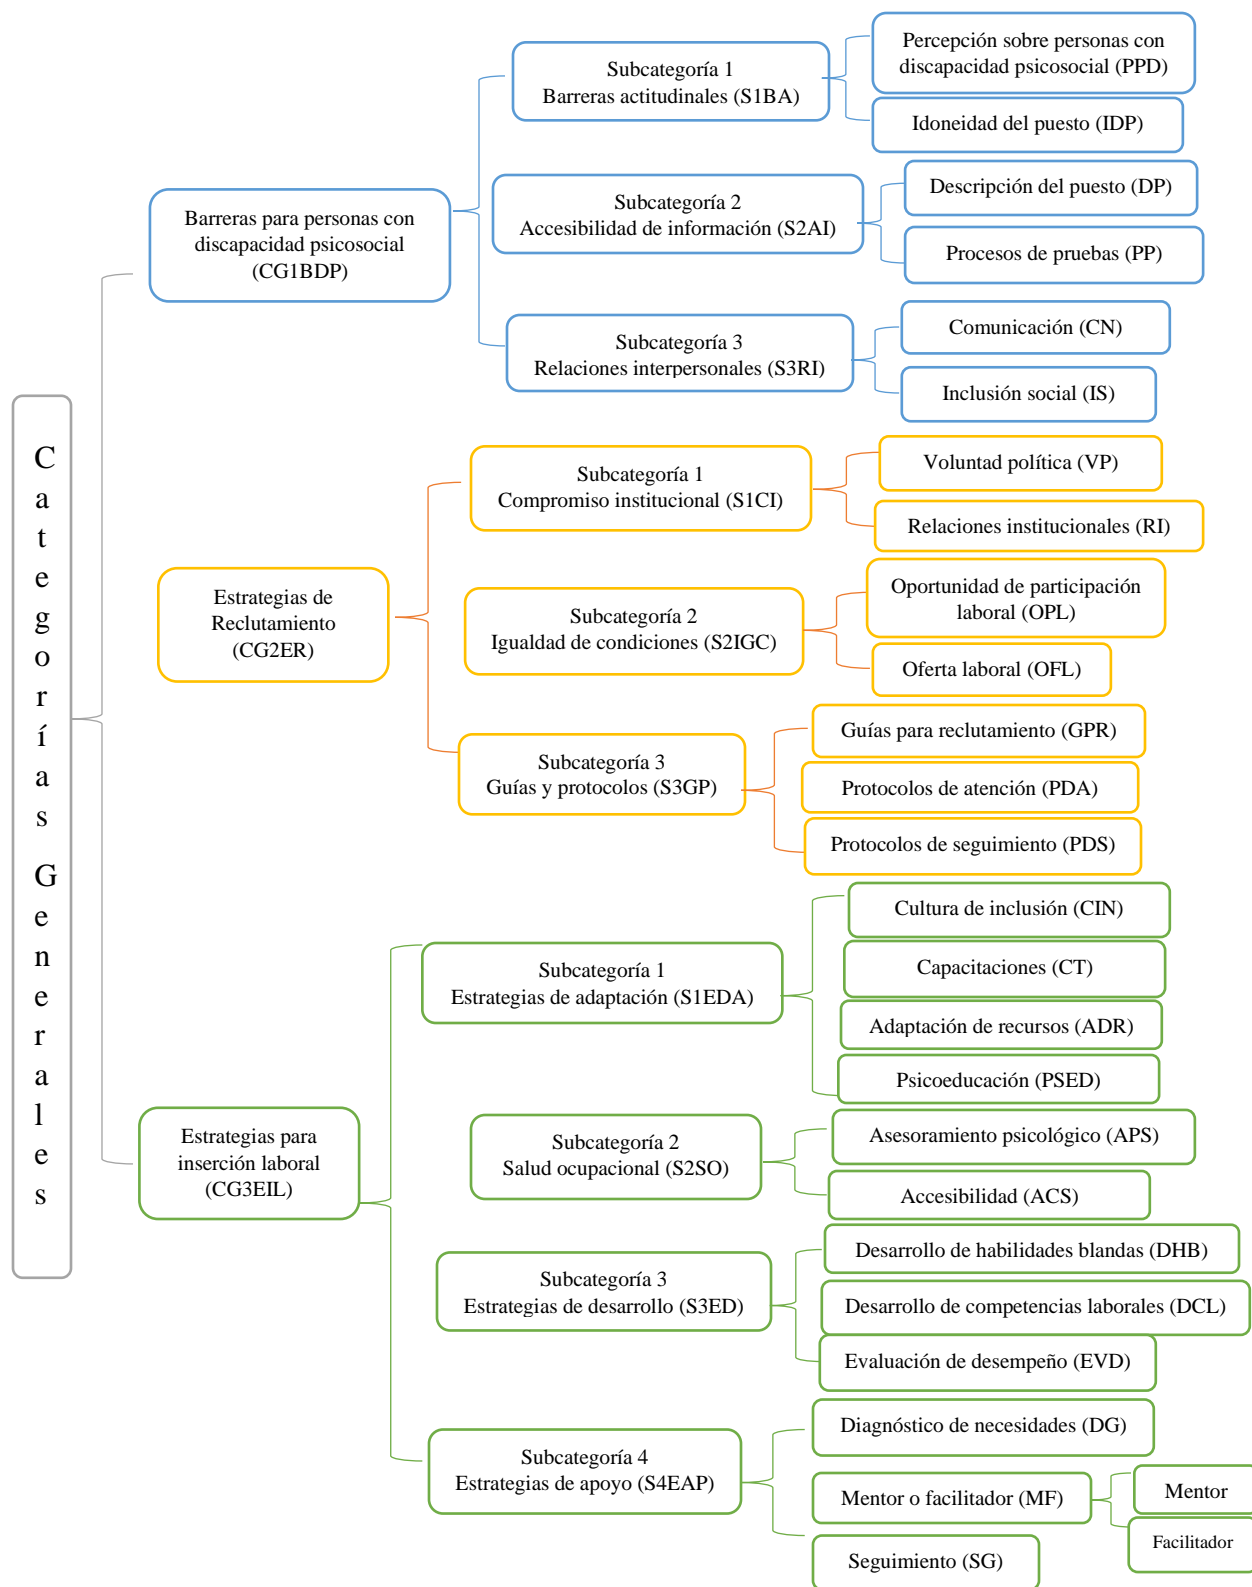 Categorías Generales
Barreras para personas con
discapacidad psicosocial
(CG1BDP)
Subcategoría 1
Barreras actitudinales (S1BA)
Percepción sobre personas con
discapacidad psicosocial (PPD)
Idoneidad del puesto (IDP)
Subcategoría 2
Accesibilidad de información (S2AI)
Descripción del puesto (DP)
Procesos de pruebas (PP)
Subcategoría 3
Relaciones interpersonales (S3RI)
Comunicación (CN)
Inclusión social (IS)
Estrategias de
Reclutamiento
(CG2ER)
Subcategoría 1
Compromiso institucional (S1CI)
Voluntad política (VP)
Relaciones institucionales (RI)
Subcategoría 2
Igualdad de condiciones (S2IGC)
Oportunidad de participación
laboral (OPL)
Oferta laboral (OFL)
Subcategoría 3
Guías y protocolos (S3GP)
Guías para reclutamiento (GPR)
Protocolos de atención (PDA)
Protocolos de seguimiento (PDS)
Estrategias para
inserción laboral
(CG3EIL)
Subcategoría 1
Estrategias de adaptación (S1EDA)
Cultura de inclusión (CIN)
Capacitaciones (CT)
Adaptación de recursos (ADR)
Psicoeducación (PSED)
Subcategoría 2
Salud ocupacional (S2SO)
Asesoramiento psicológico (APS)
Accesibilidad (ACS)
Subcategoría 3
Estrategias de desarrollo (S3ED)
Desarrollo de habilidades blandas (DHB)
Desarrollo de competencias laborales (DCL)
Evaluación de desempeño (EVD)
Subcategoría 4
Estrategias de apoyo (S4EAP)
Diagnóstico de necesidades (DG)
Mentor o facilitador (MF)
Mentor
Facilitador
Seguimiento (SG)